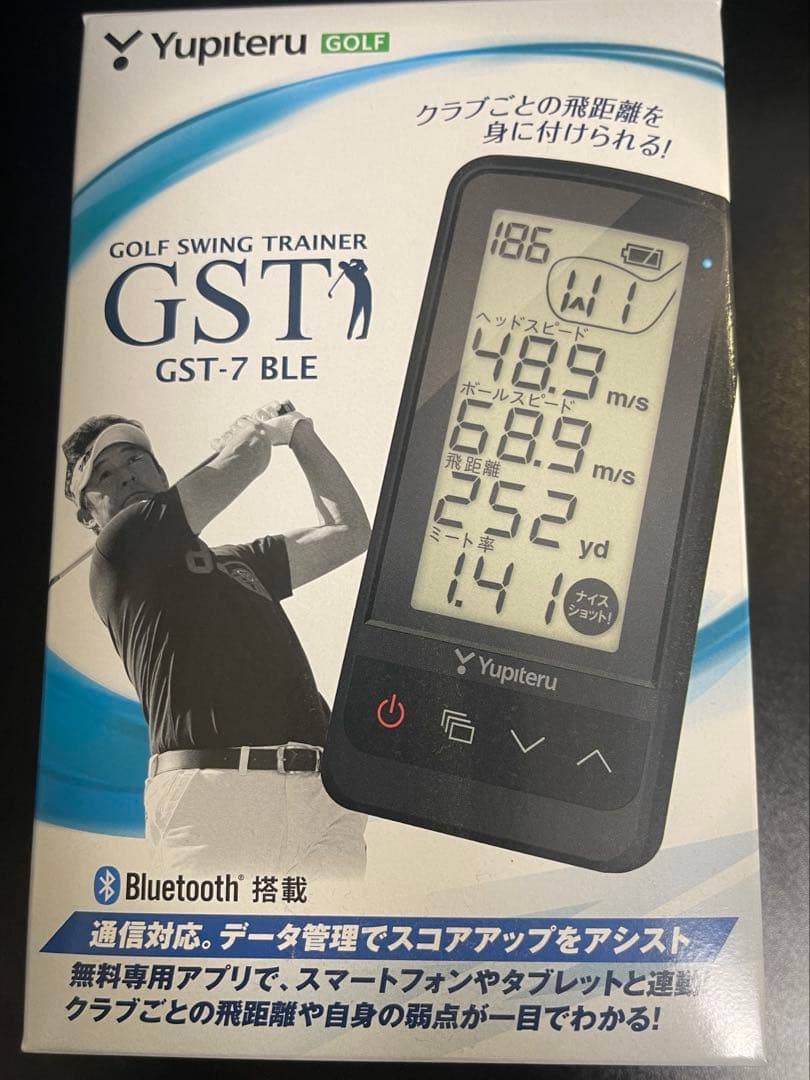 Yupiteru GOLF
クラブごとの飛距離を
身に付けられる!
GOLF SWING TRAINER
GST
GST-7 BLE
186
W1
ヘッドスピード
48.9 m/s
ボールスピード
68.9 m/s
飛距離
252 yd
ミート率
1.41
ナイス
ショット!
Yupiteru
Bluetooth® 搭載
通信対応。データ管理でスコアアップをアシスト
無料専用アプリで、スマートフォンやタブレットと連動
クラブごとの飛距離や自身の弱点が一目でわかる!